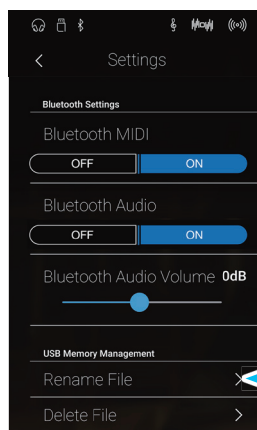 Settings
Bluetooth Settings
Bluetooth MIDI
OFF ON
Bluetooth Audio
OFF ON
Bluetooth Audio Volume 0dB
USB Memory Management
Rename File
Delete File